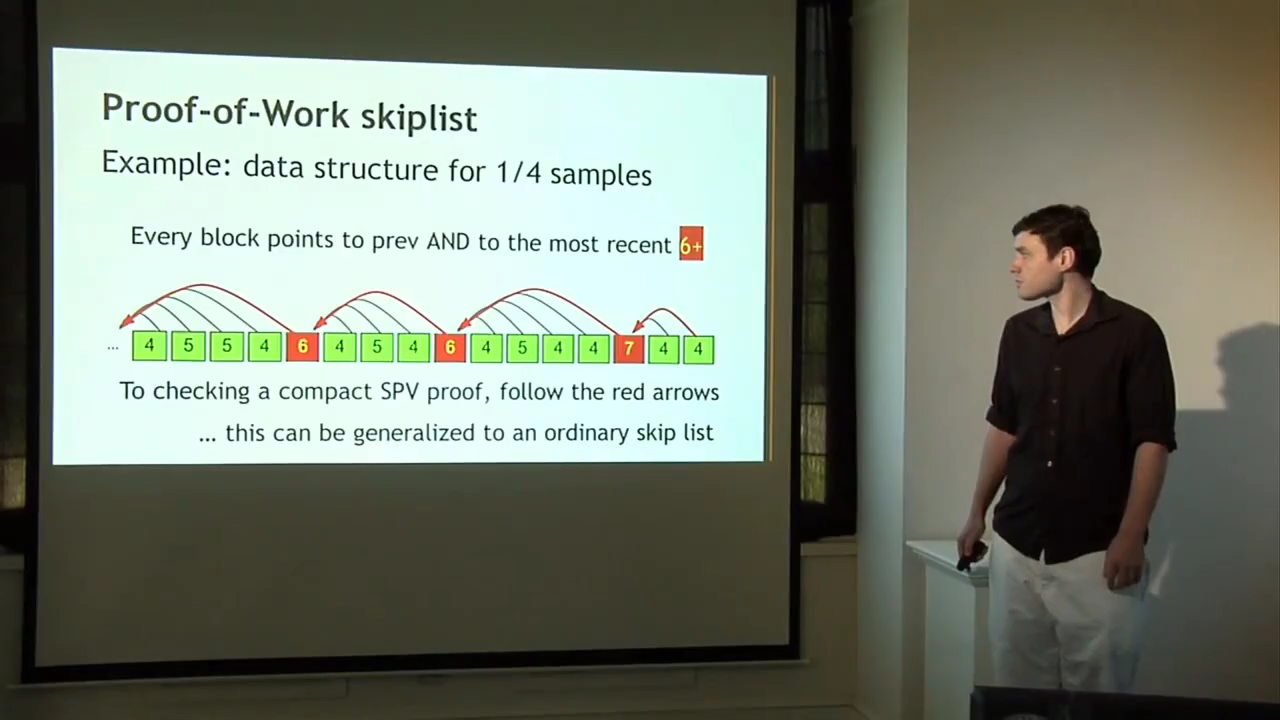 Proof-of-Work skiplist
Example: data structure for 1/4 samples
Every block points to prev AND to the most recent 6+
... 4 5 5 4 6 4 5 4 6 4 5 4 4 7 4 4
To checking a compact SPV proof, follow the red arrows
... this can be generalized to an ordinary skip list